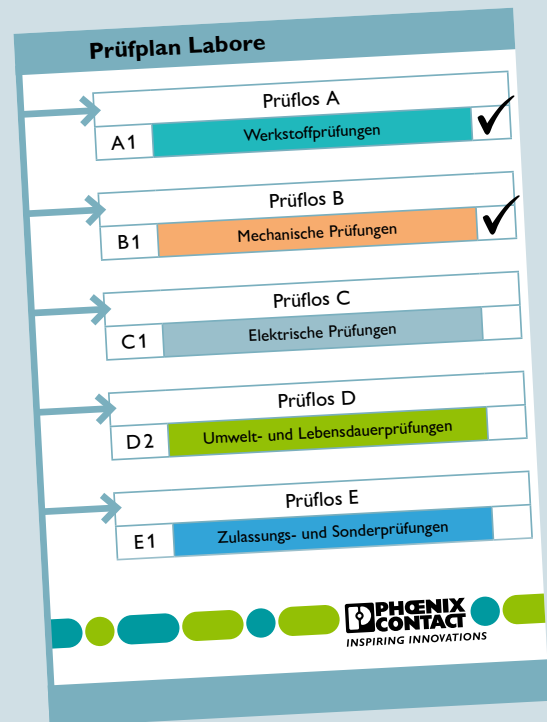 Prüfplan Labore
Prüflos A
A1 Werkstoffprüfungen
Prüflos B
B1 Mechanische Prüfungen
Prüflos C
C1 Elektrische Prüfungen
Prüflos D
D2 Umwelt- und Lebensdauerprüfungen
Prüflos E
E1 Zulassungs- und Sonderprüfungen
PHŒNIX
CONTACT
INSPIRING INNOVATIONS